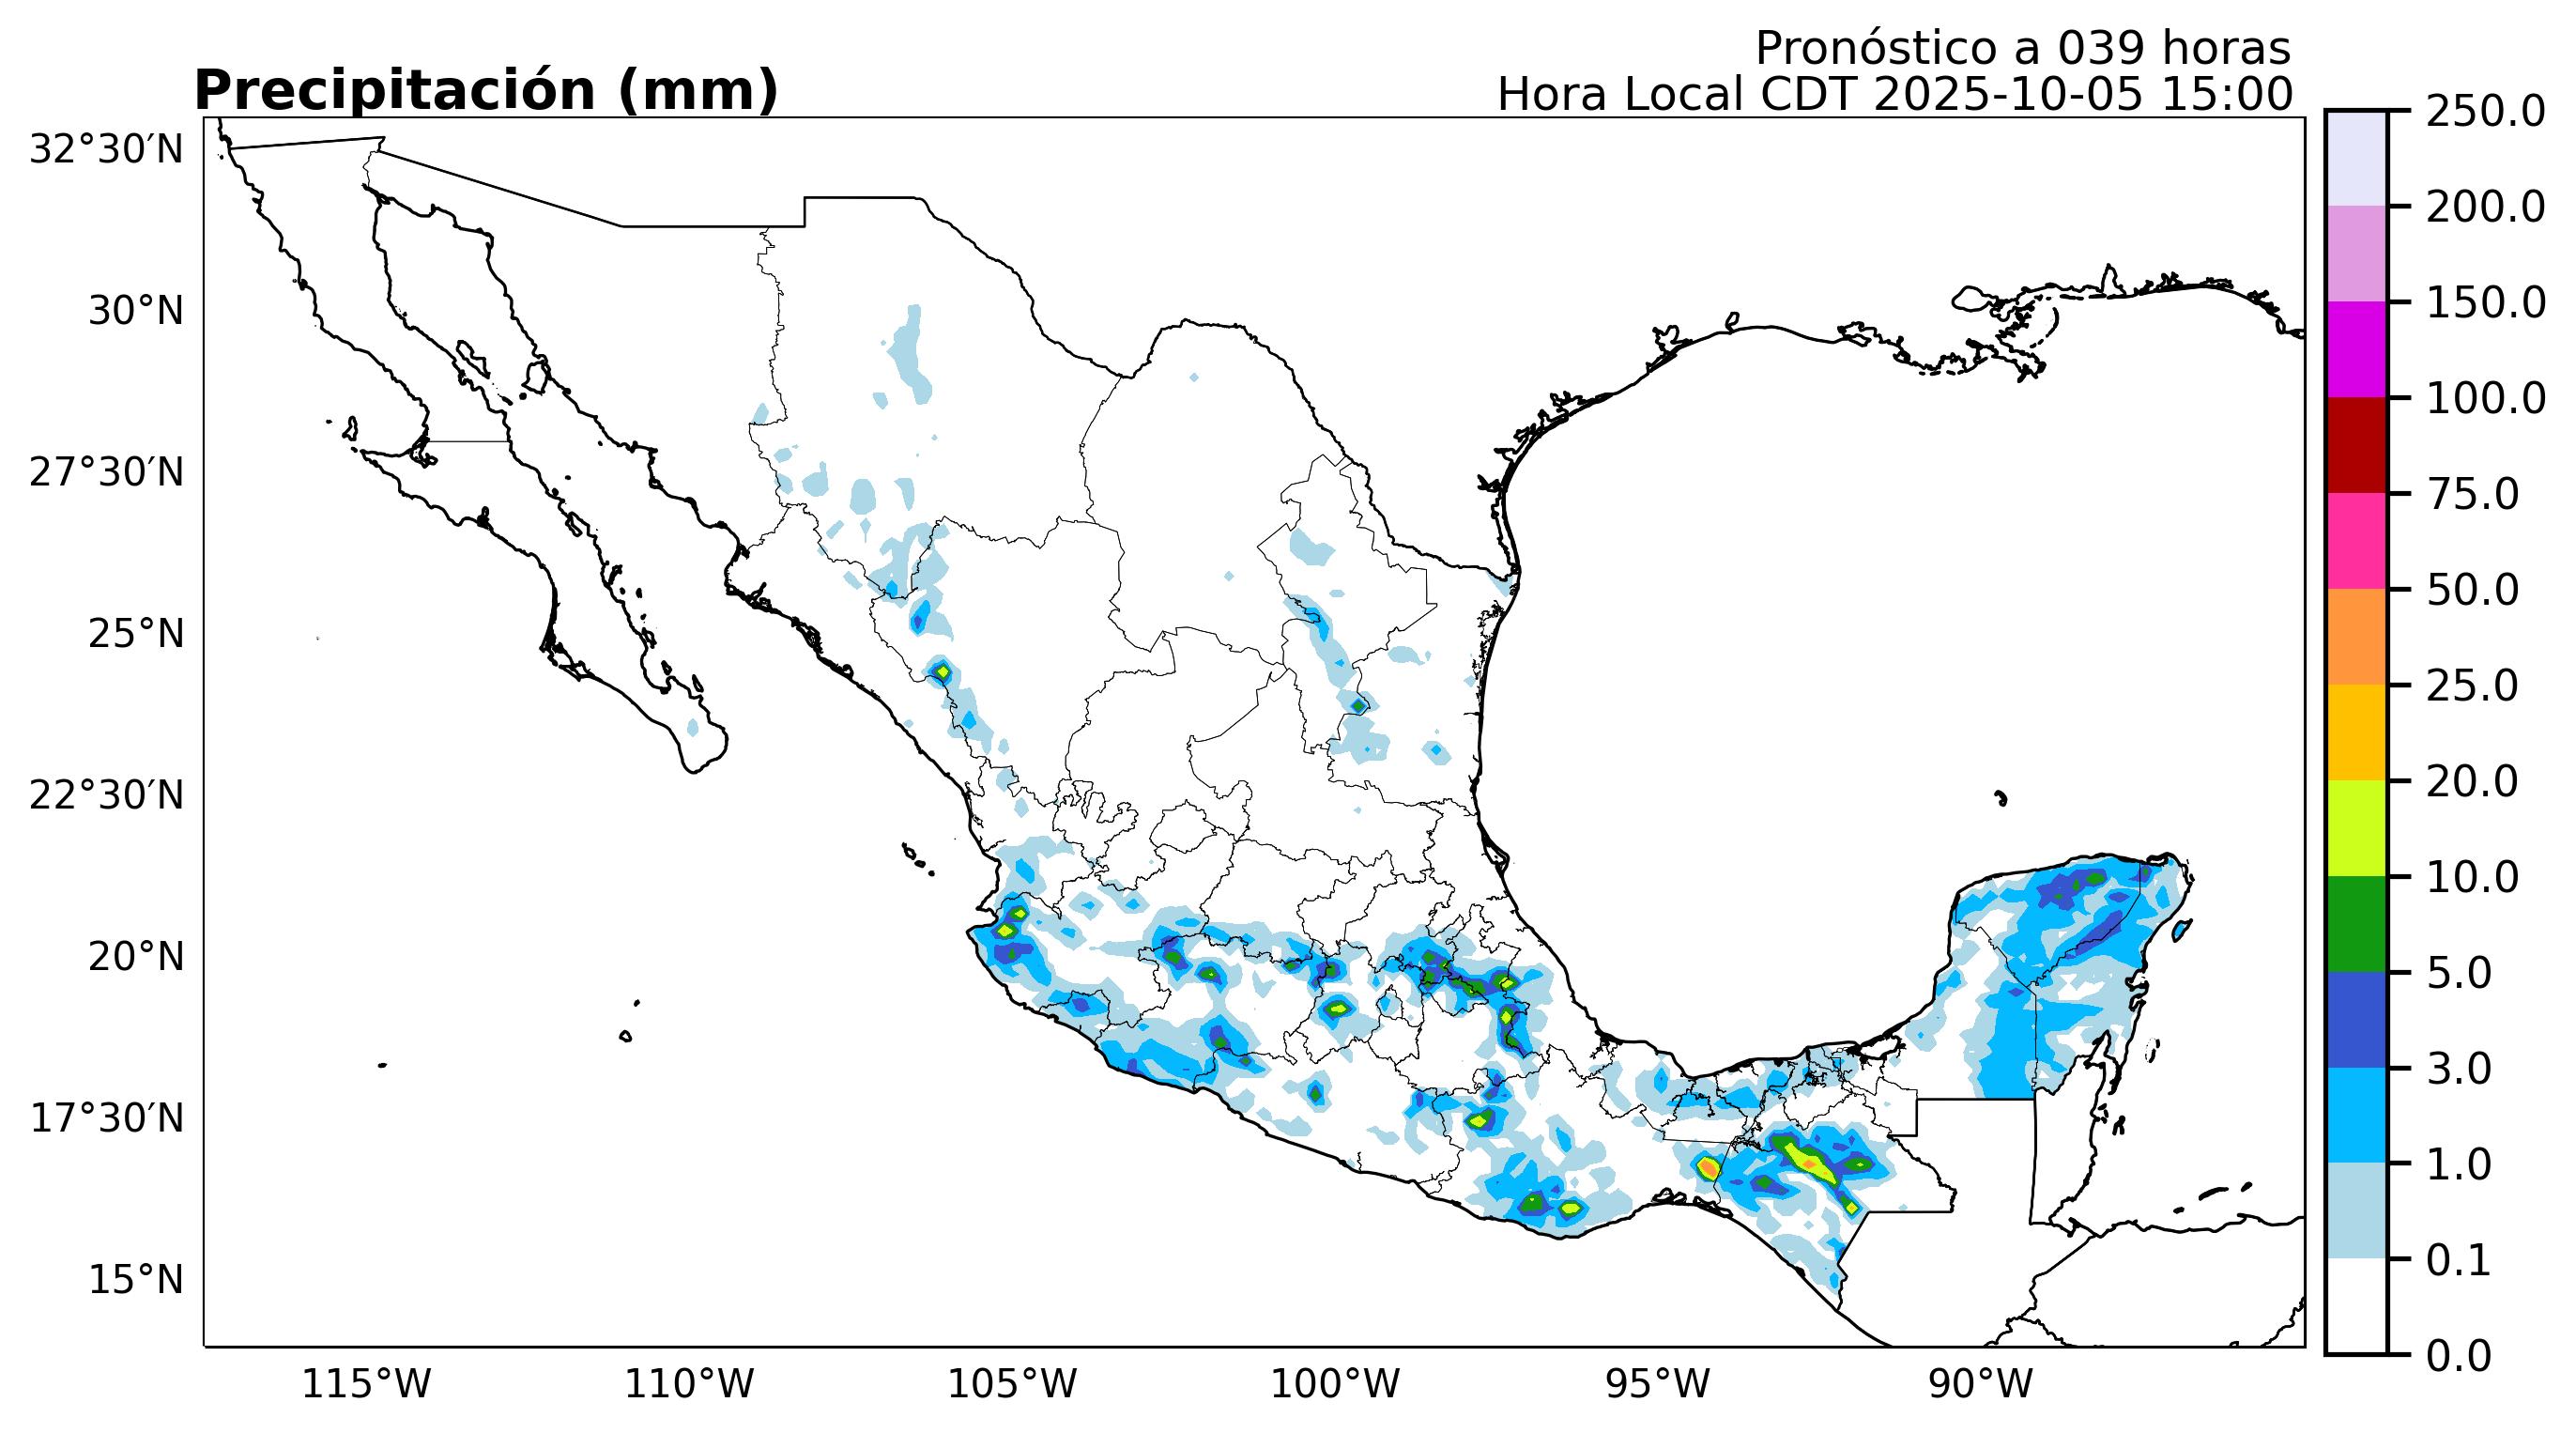 Pronóstico a 039 horas
Precipitación (mm)
Hora Local CDT 2025-10-05 15:00
32°30′N
30°N
27°30′N
25°N
22°30′N
20°N
17°30′N
15°N
115°W
110°W
105°W
100°W
95°W
90°W
250.0
200.0
150.0
100.0
75.0
50.0
25.0
20.0
10.0
5.0
3.0
1.0
0.1
0.0